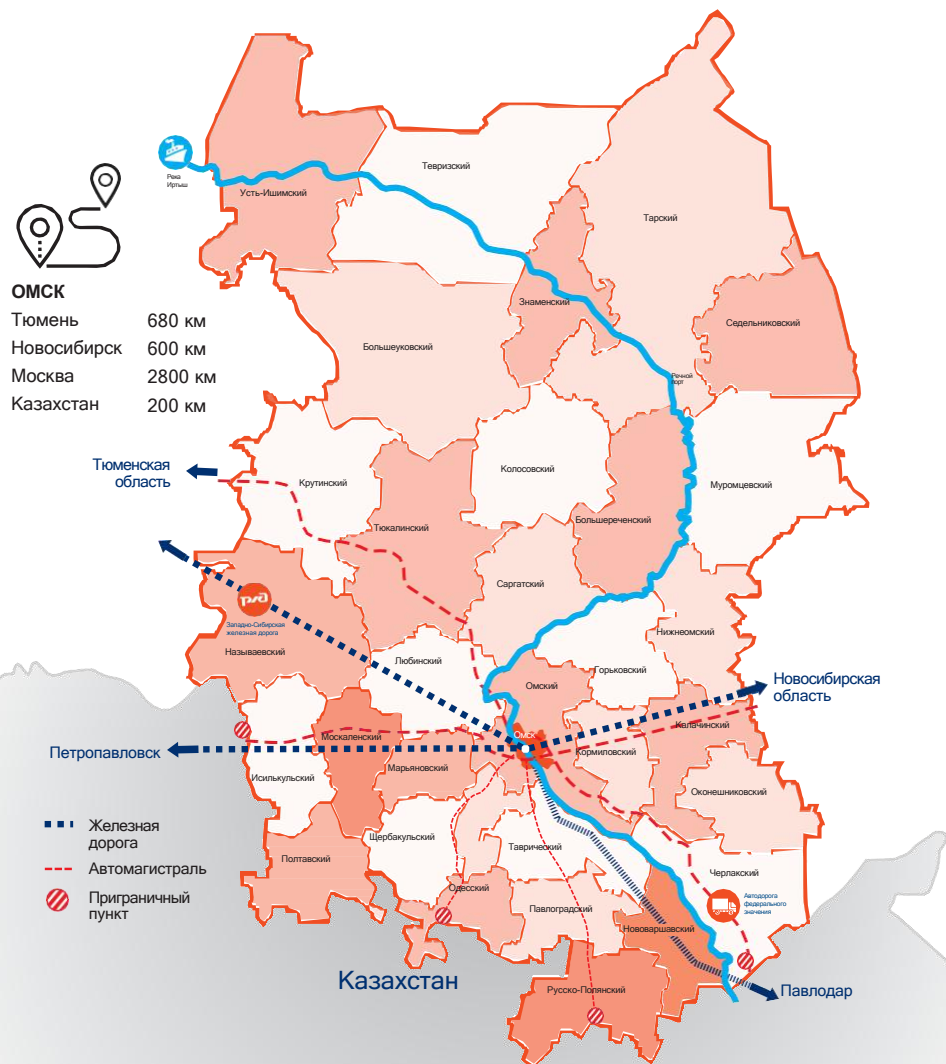 Тевризский
Река
Иртыш
Усть-Ишимский
Тарский
ОМСК
Тюмень 680 км
Новосибирск 600 км
Москва 2800 км
Казахстан 200 км
Знаменский
Седельниковский
Большеуковский
Речной
порт
Тюменская
область
Крутинский
Колосовский
Муромцевский
Тюкалинский
Большереченский
Саргатский
РЖД
Западно-Сибирская
железная дорога
Называевский
Нижнеомский
Любинский
Горьковский
Омский
Новосибирская
область
Калачинский
Москаленский
Омск
Кормиловский
Петропавловск
Марьяновский
Исилькульский
Оконешниковский
Железная
дорога
Автомагистраль
Приграничный
пункт
Щербакульский
Таврический
Полтавский
Одесский
Черлакский
Автодорога
федерального
значения
Павлоградский
Нововаршавский
Казахстан
Русско-Полянский
Павлодар